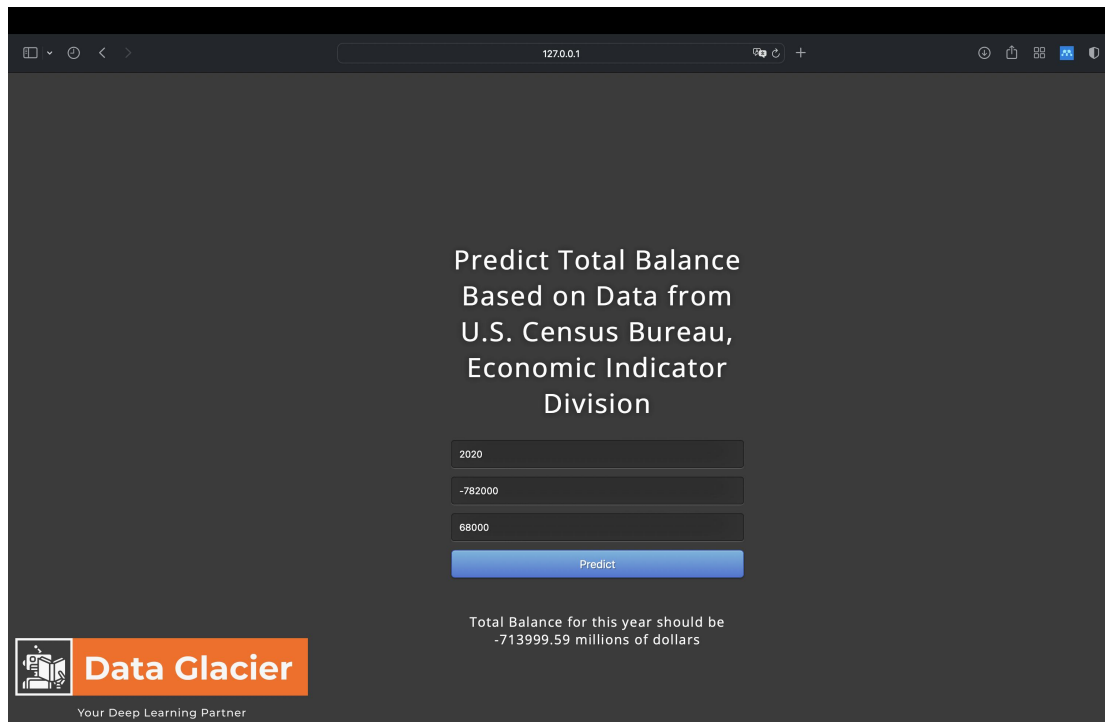 127.0.0.1
Predict Total Balance
Based on Data from
U.S. Census Bureau,
Economic Indicator
Division
2020
-782000
68000
Predict
Total Balance for this year should be
-713999.59 millions of dollars
Data Glacier
Your Deep Learning Partner